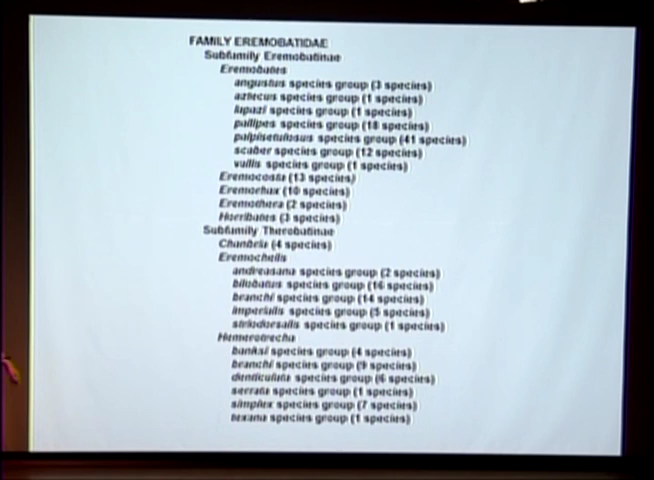 FAMILY EREMOBATIDAE
Subfamily Eremobatinae
Eremobates
angustus species group (3 species)
aztecus species group (1 species)
lapazi species group (1 species)
pallipes species group (18 species)
palpisetulosus species group (41 species)
scaber species group (12 species)
vallis species group (1 species)
Eremocosta (13 species)
Eremorhax (10 species)
Eremothera (2 species)
Horribates (3 species)
Subfamily Therobatinae
Chanbria (4 species)
Eremochelis
andreasana species group (2 species)
bilobatus species group (16 species)
branchi species group (14 species)
imperialis species group (5 species)
striodorsalis species group (1 species)
Hemerotrecha
banksi species group (4 species)
branchi species group (9 species)
denticulata species group (6 species)
serrata species group (1 species)
simplex species group (7 species)
texana species group (1 species)